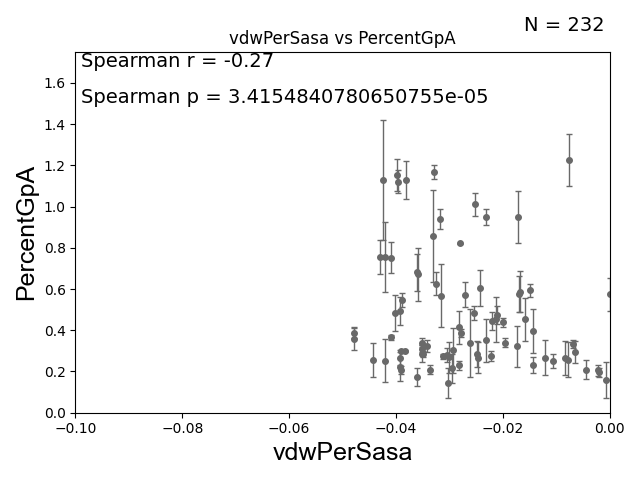 N = 232
vdwPerSasa vs PercentGpA
Spearman r = -0.27
Spearman p = 3.4154840780650755e-05
PercentGpA
1.6
1.4
1.2
1.0
0.8
0.6
0.4
0.2
0.0
−0.10 −0.08 −0.06 −0.04 −0.02 0.00
vdwPerSasa